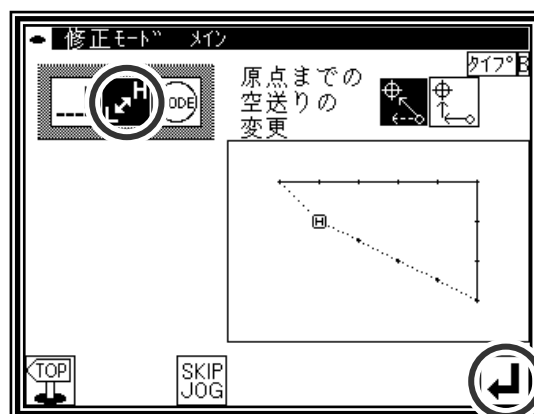 修正モード メイン
タイプB
L H
ODE
原点までの
空送りの
変更
H
TOP
SKIP
JOG